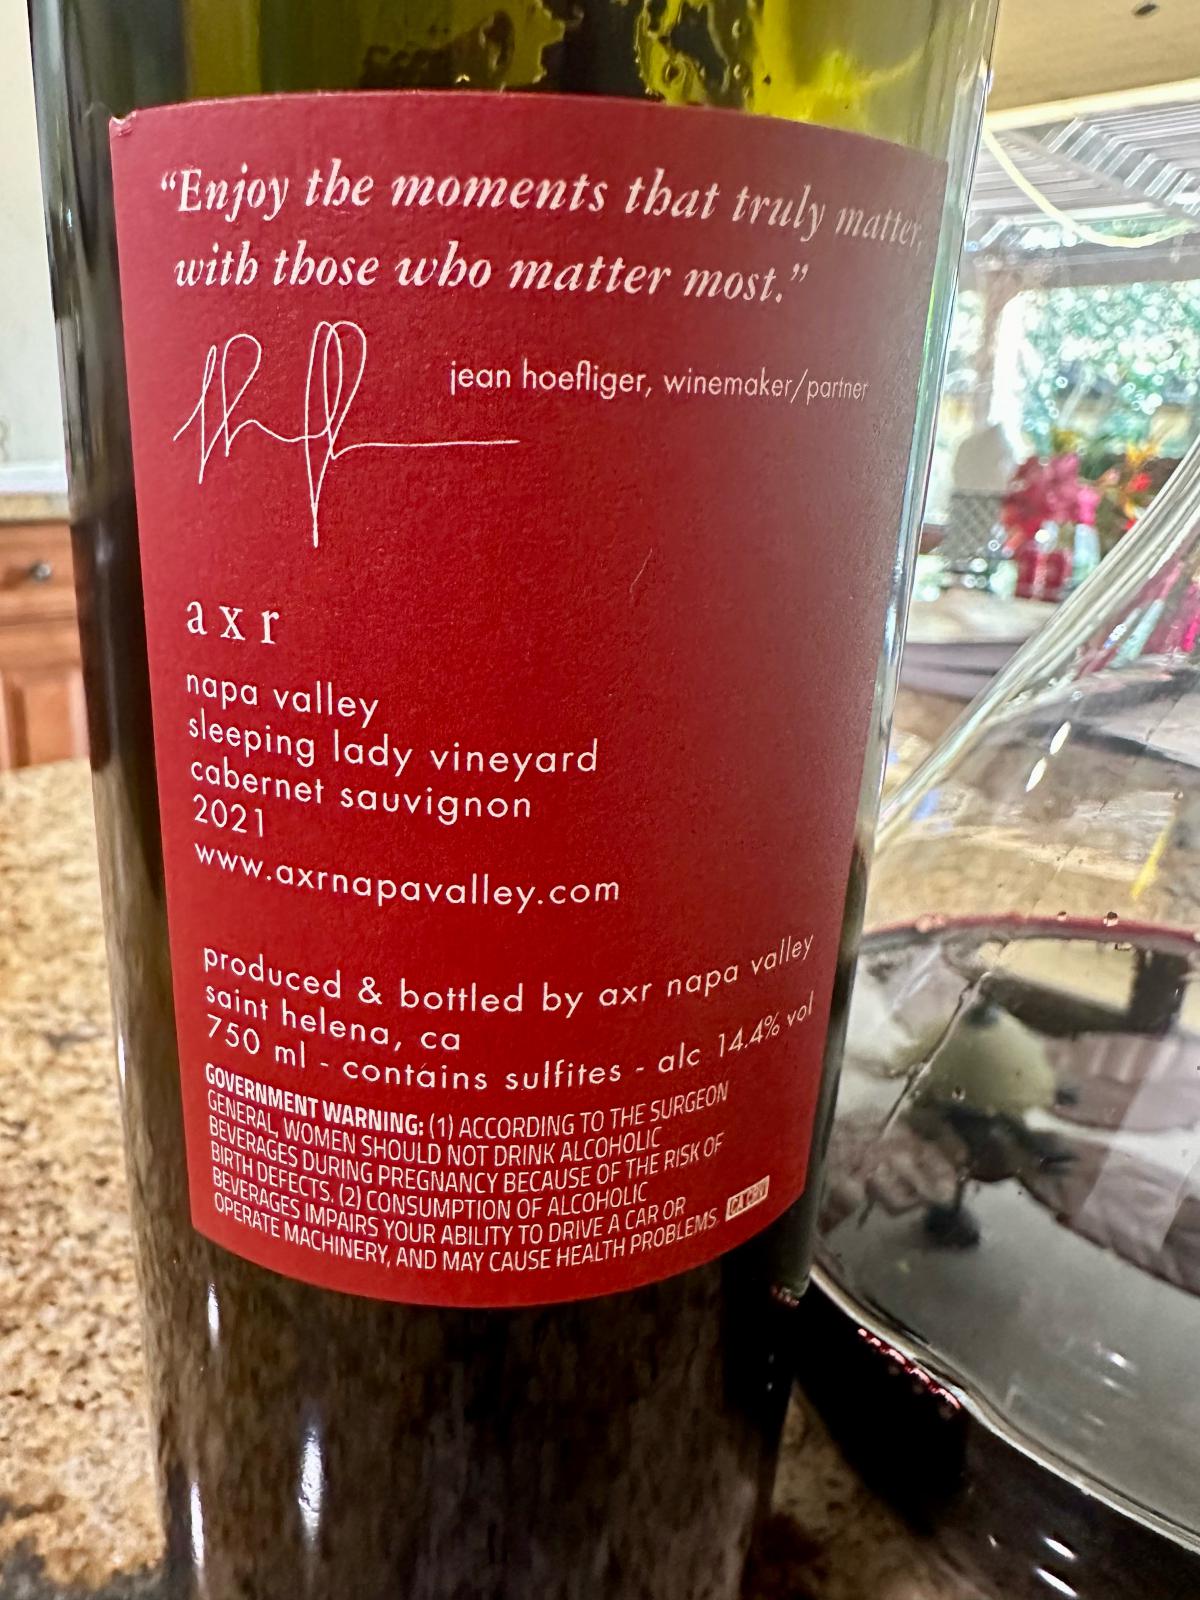 “Enjoy the moments that truly matter,
with those who matter most.”
jean hoefliger, winemaker/partner
axr
napa valley
sleeping lady vineyard
cabernet sauvignon
2021
www.axrnapavalley.com
produced & bottled by axr napa valley
saint helena, ca
750 ml - contains sulfites - alc 14.4% vol
GOVERNMENT WARNING: (1) ACCORDING TO THE SURGEON
GENERAL, WOMEN SHOULD NOT DRINK ALCOHOLIC
BEVERAGES DURING PREGNANCY BECAUSE OF THE RISK OF
BIRTH DEFECTS. (2) CONSUMPTION OF ALCOHOLIC
BEVERAGES IMPAIRS YOUR ABILITY TO DRIVE A CAR OR
OPERATE MACHINERY, AND MAY CAUSE HEALTH PROBLEMS.
CA CRV